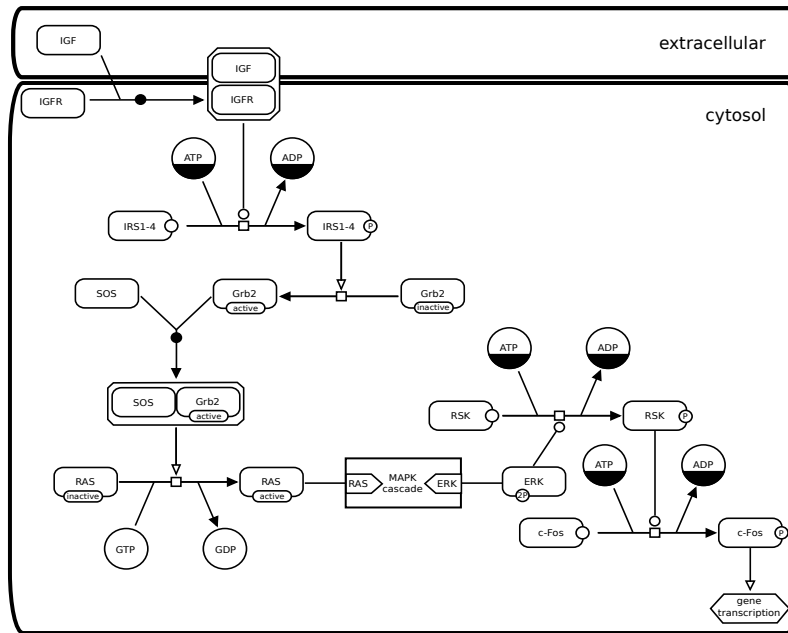 IGF
extracellular
IGF
IGFR
IGFR
cytosol
ATP
ADP
IRS1-4
IRS1-4
P
SOS
Grb2
active
Grb2
inactive
ATP
ADP
SOS
Grb2
active
RSK
RSK
P
RAS
inactive
RAS
active
RAS
MAPK
cascade
ERK
ERK
2P
ATP
ADP
GTP
GDP
c-Fos
c-Fos
P
gene
transcription